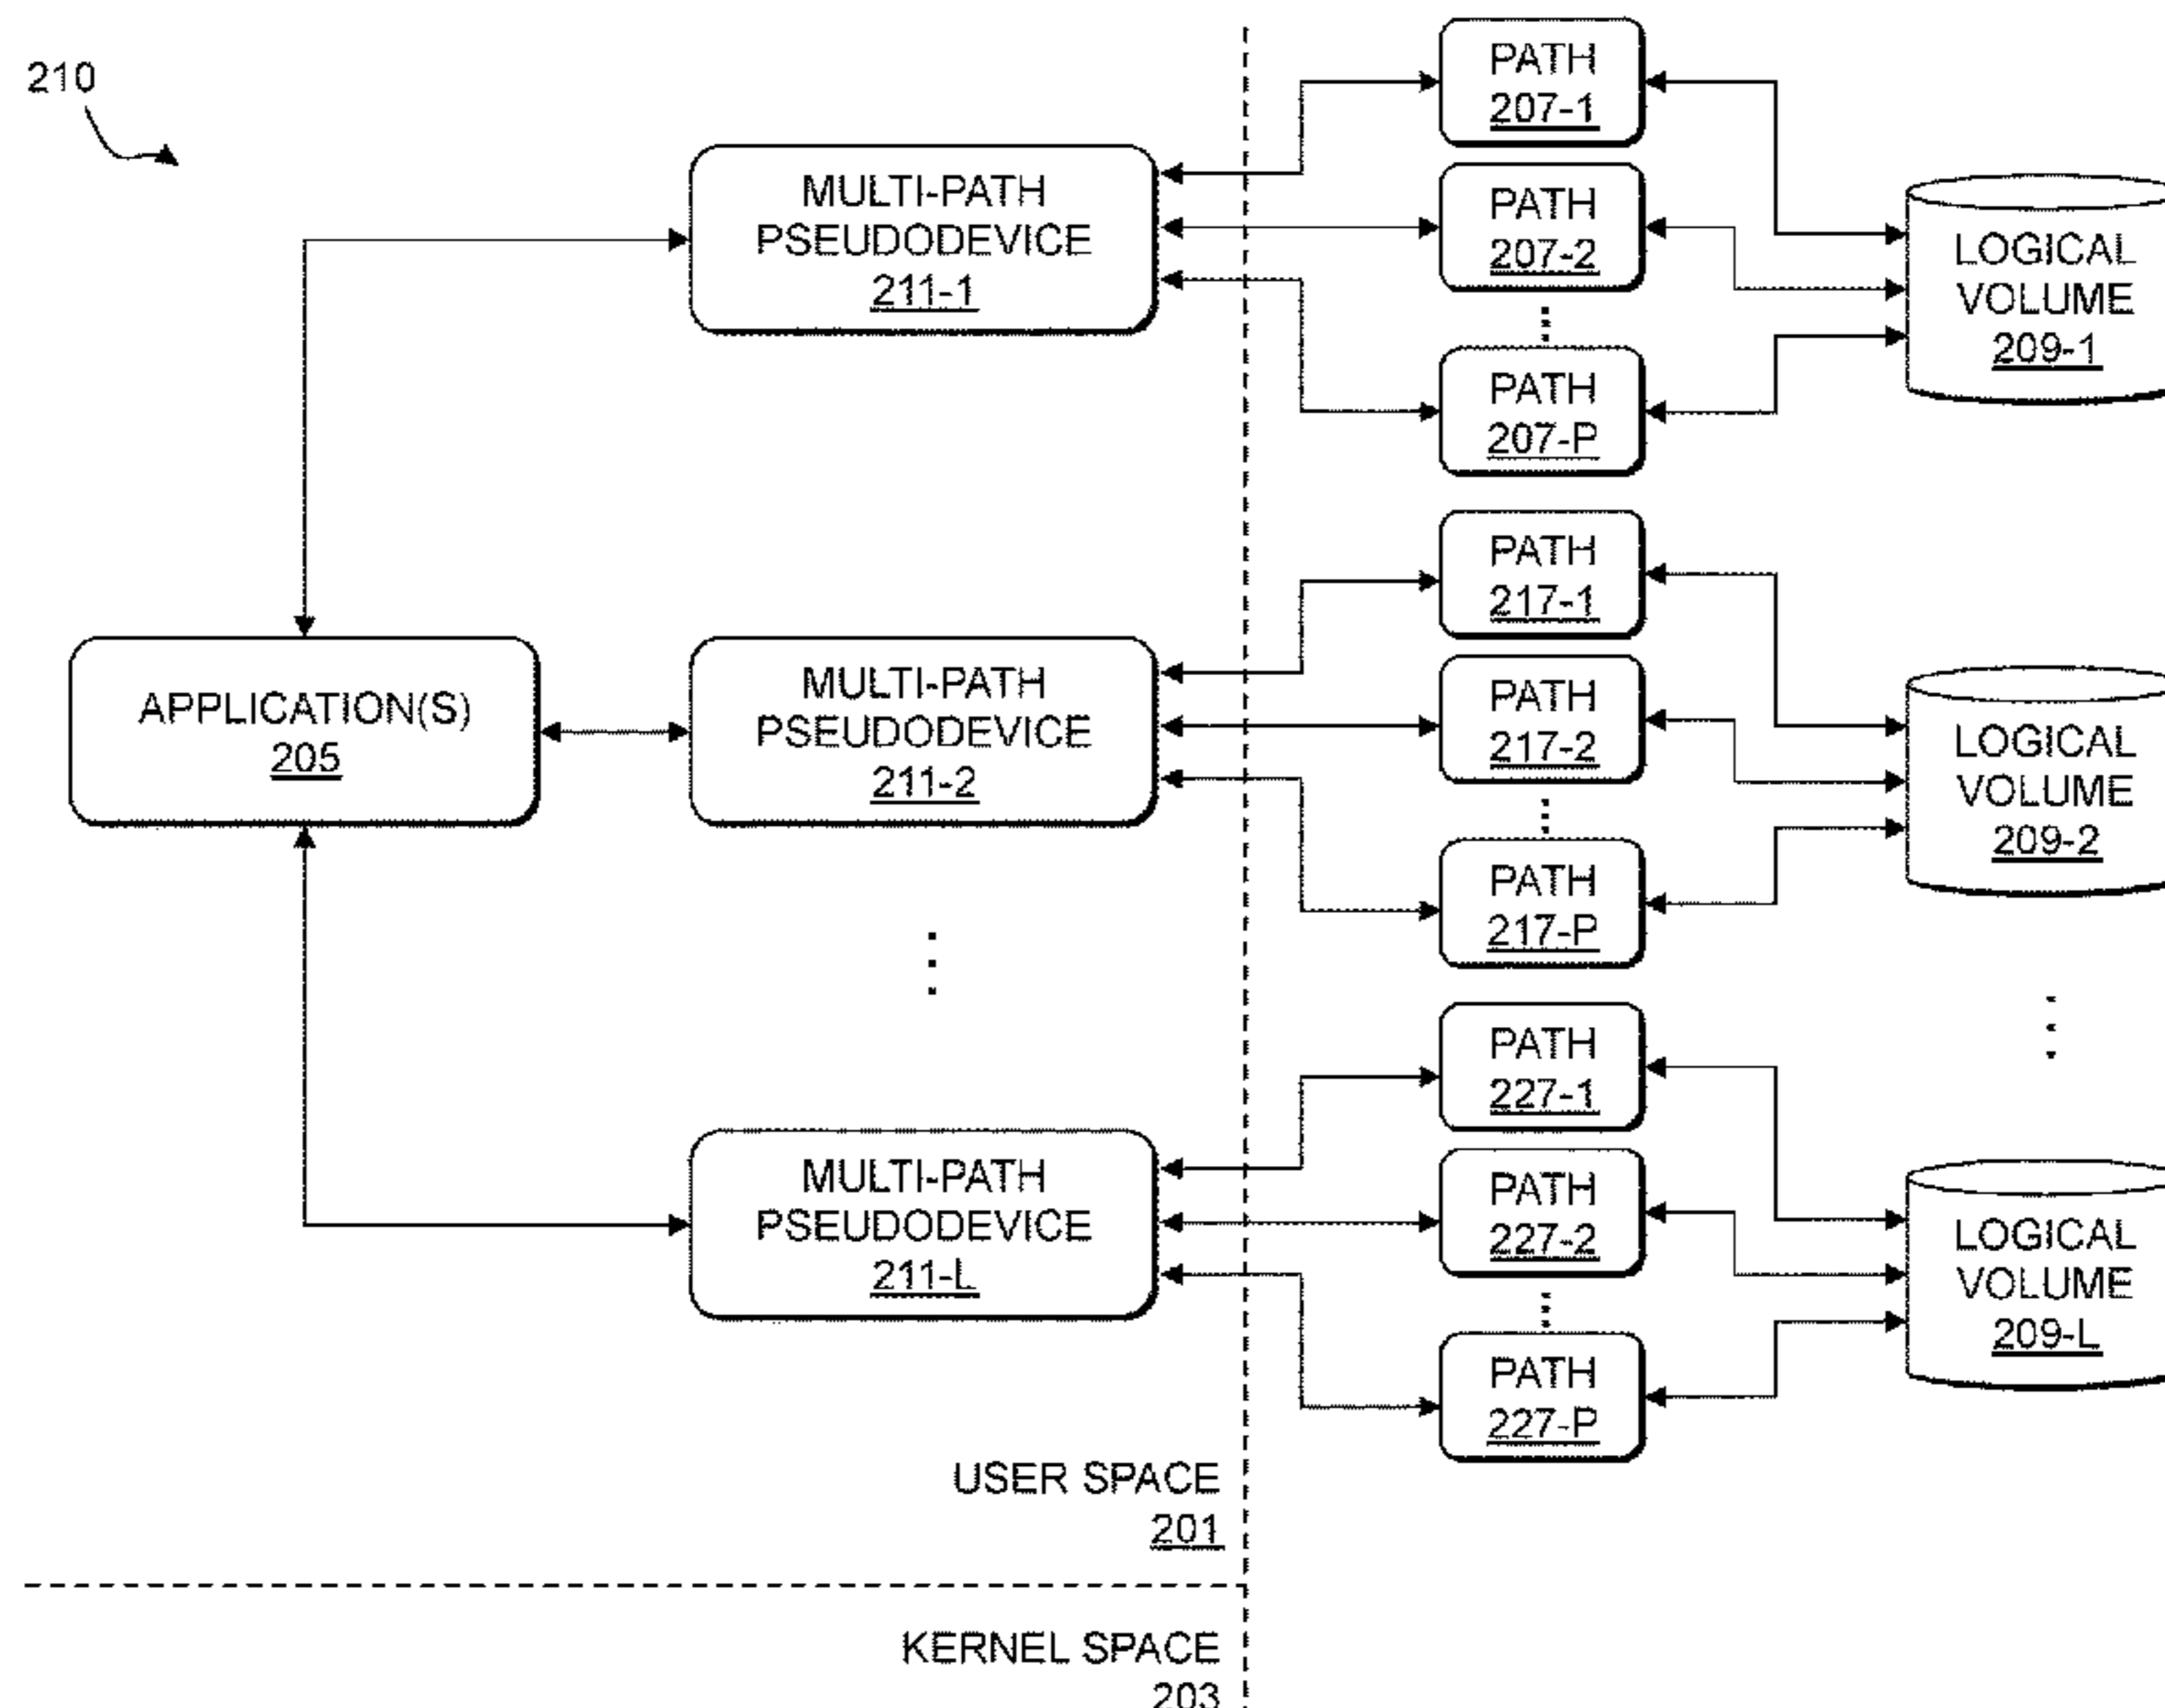 210
PATH
207-1
MULTI-PATH
PSEUDODEVICE
211-1
PATH
207-2
PATH
207-P
LOGICAL
VOLUME
209-1
APPLICATION(S)
205
MULTI-PATH
PSEUDODEVICE
211-2
PATH
217-1
PATH
217-2
PATH
217-P
LOGICAL
VOLUME
209-2
MULTI-PATH
PSEUDODEVICE
211-L
PATH
227-1
PATH
227-2
PATH
227-P
LOGICAL
VOLUME
209-L
USER SPACE
201
KERNEL SPACE
203